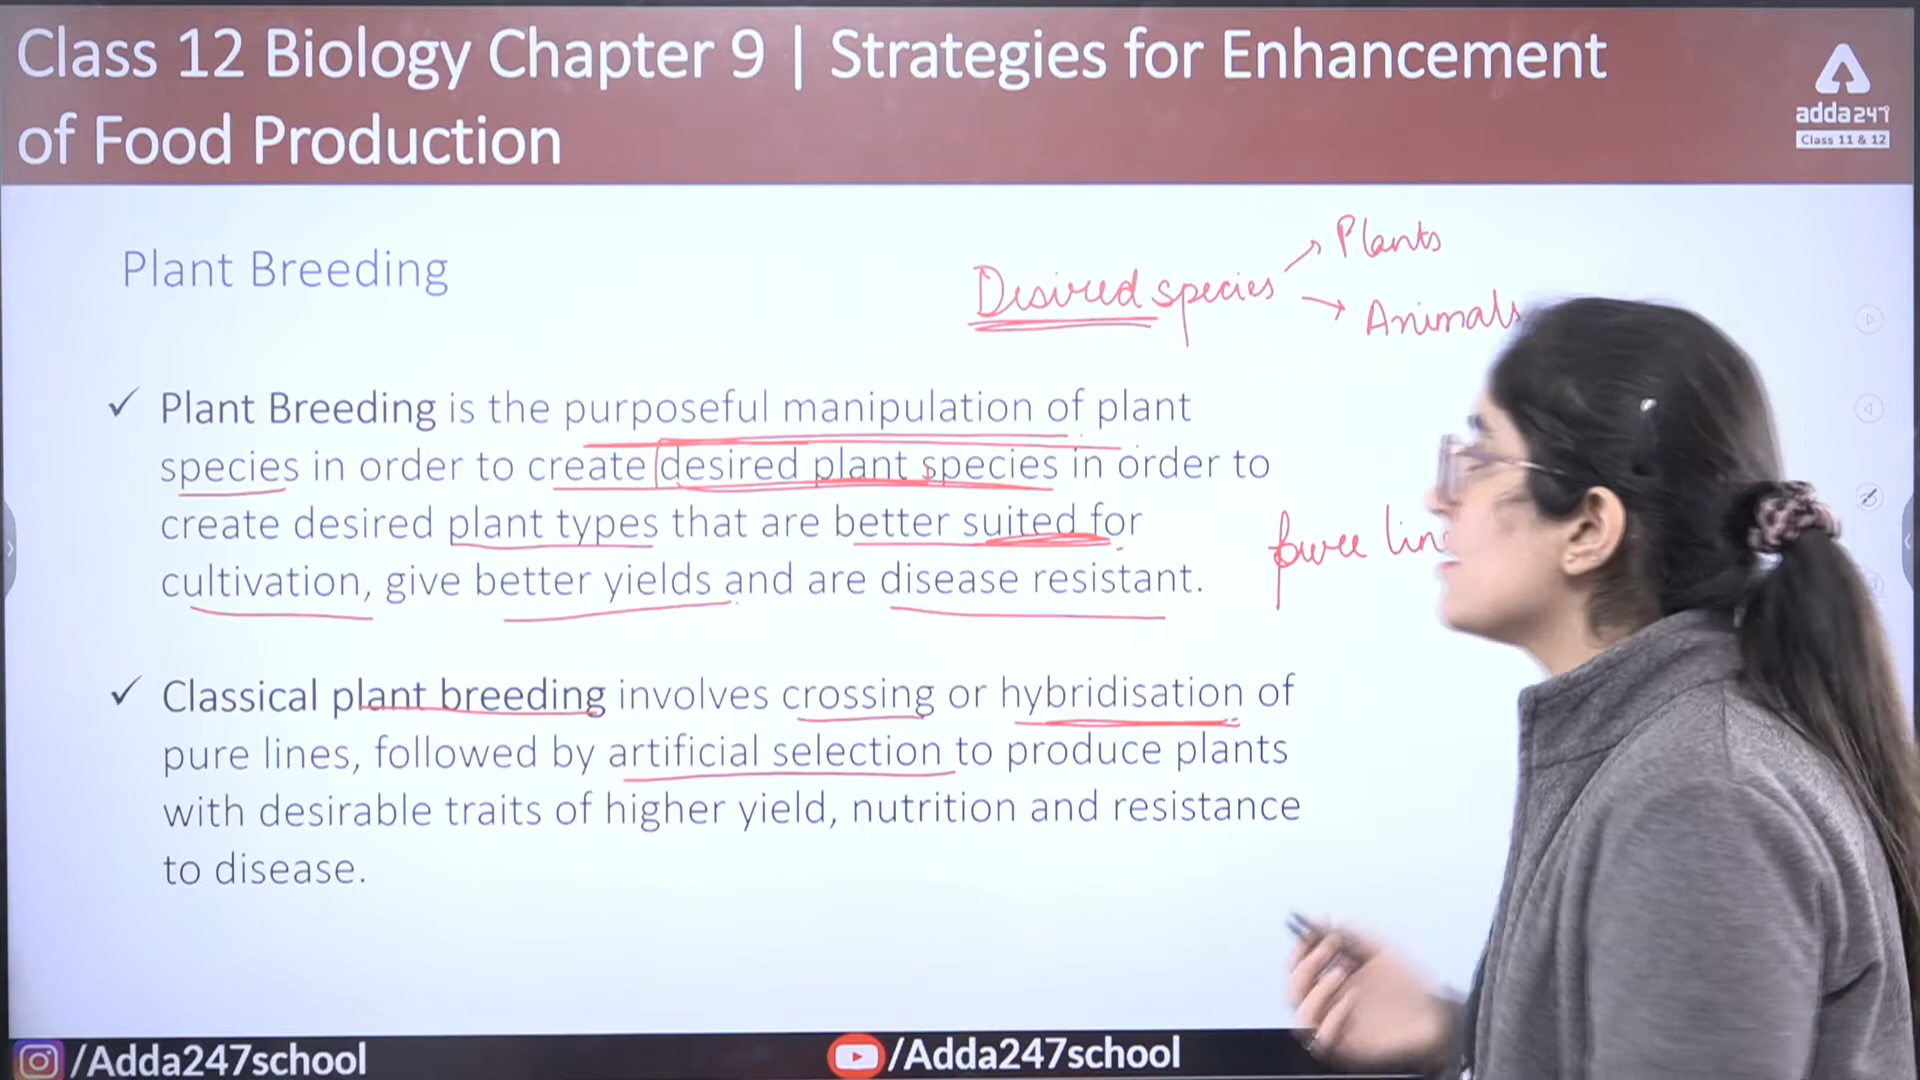 Class 12 Biology Chapter 9 | Strategies for Enhancement
of Food Production
adda247
Class 11 & 12
Plant Breeding
Desired species
Plants
Animals
✓ Plant Breeding is the purposeful manipulation of plant
species in order to create desired plant species in order to
create desired plant types that are better suited for
cultivation, give better yields and are disease resistant.
pure lin
✓ Classical plant breeding involves crossing or hybridisation of
pure lines, followed by artificial selection to produce plants
with desirable traits of higher yield, nutrition and resistance
to disease.
/Adda247school
/Adda247school